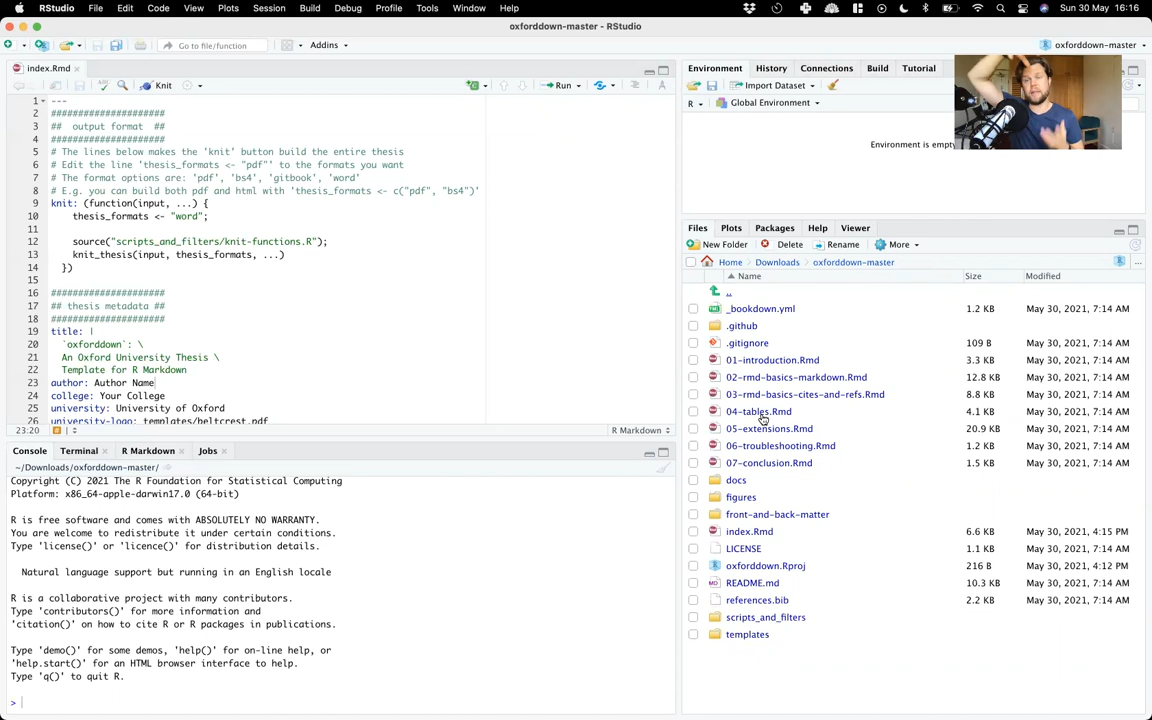 RStudio File Edit Code View Plots Session Build Debug Profile Tools Window Help Sun 30 May 16:16
oxforddown-master - RStudio
Go to file/function Addins oxforddown-master
index.Rmd
Knit Run
1 ---
2 #####################
3 ## output format ##
4 #####################
5 # The lines below makes the 'knit' button build the entire thesis
6 # Edit the line 'thesis_formats <- "pdf"' to the formats you want
7 # The format options are: 'pdf', 'bs4', 'gitbook', 'word'
8 # E.g. you can build both pdf and html with 'thesis_formats <- c("pdf", "bs4")'
9 knit: (function(input, ...) {
10 thesis_formats <- "word";
11
12 source("scripts_and_filters/knit-functions.R");
13 knit_thesis(input, thesis_formats, ...)
14 })
15
16 #####################
17 ## thesis metadata ##
18 #####################
19 title: |
20 `oxforddown`: \
21 An Oxford University Thesis \
22 Template for R Markdown
23 author: Author Name
24 college: Your College
25 university: University of Oxford
26 university-logo: templates/beltcrest.pdf
23:20 R Markdown
Console Terminal R Markdown Jobs
~/Downloads/oxforddown-master/
Copyright (C) 2021 The R Foundation for Statistical Computing
Platform: x86_64-apple-darwin17.0 (64-bit)
R is free software and comes with ABSOLUTELY NO WARRANTY.
You are welcome to redistribute it under certain conditions.
Type 'license()' or 'licence()' for distribution details.
Natural language support but running in an English locale
R is a collaborative project with many contributors.
Type 'contributors()' for more information and
'citation()' on how to cite R or R packages in publications.
Type 'demo()' for some demos, 'help()' for on-line help, or
'help.start()' for an HTML browser interface to help.
Type 'q()' to quit R.
>
Environment History Connections Build Tutorial
Import Dataset
R Global Environment
Environment is empty
Files Plots Packages Help Viewer
New Folder Delete Rename More
Home Downloads oxforddown-master
Name Size Modified
..
_bookdown.yml 1.2 KB May 30, 2021, 7:14 AM
.github
.gitignore 109 B May 30, 2021, 7:14 AM
01-introduction.Rmd 3.3 KB May 30, 2021, 7:14 AM
02-rmd-basics-markdown.Rmd 12.8 KB May 30, 2021, 7:14 AM
03-rmd-basics-cites-and-refs.Rmd 8.8 KB May 30, 2021, 7:14 AM
04-tables.Rmd 4.1 KB May 30, 2021, 7:14 AM
05-extensions.Rmd 20.9 KB May 30, 2021, 7:14 AM
06-troubleshooting.Rmd 1.2 KB May 30, 2021, 7:14 AM
07-conclusion.Rmd 1.5 KB May 30, 2021, 7:14 AM
docs
figures
front-and-back-matter
index.Rmd 6.6 KB May 30, 2021, 4:15 PM
LICENSE 1.1 KB May 30, 2021, 7:14 AM
oxforddown.Rproj 216 B May 30, 2021, 4:12 PM
README.md 10.3 KB May 30, 2021, 7:14 AM
references.bib 2.2 KB May 30, 2021, 7:14 AM
scripts_and_filters
templates